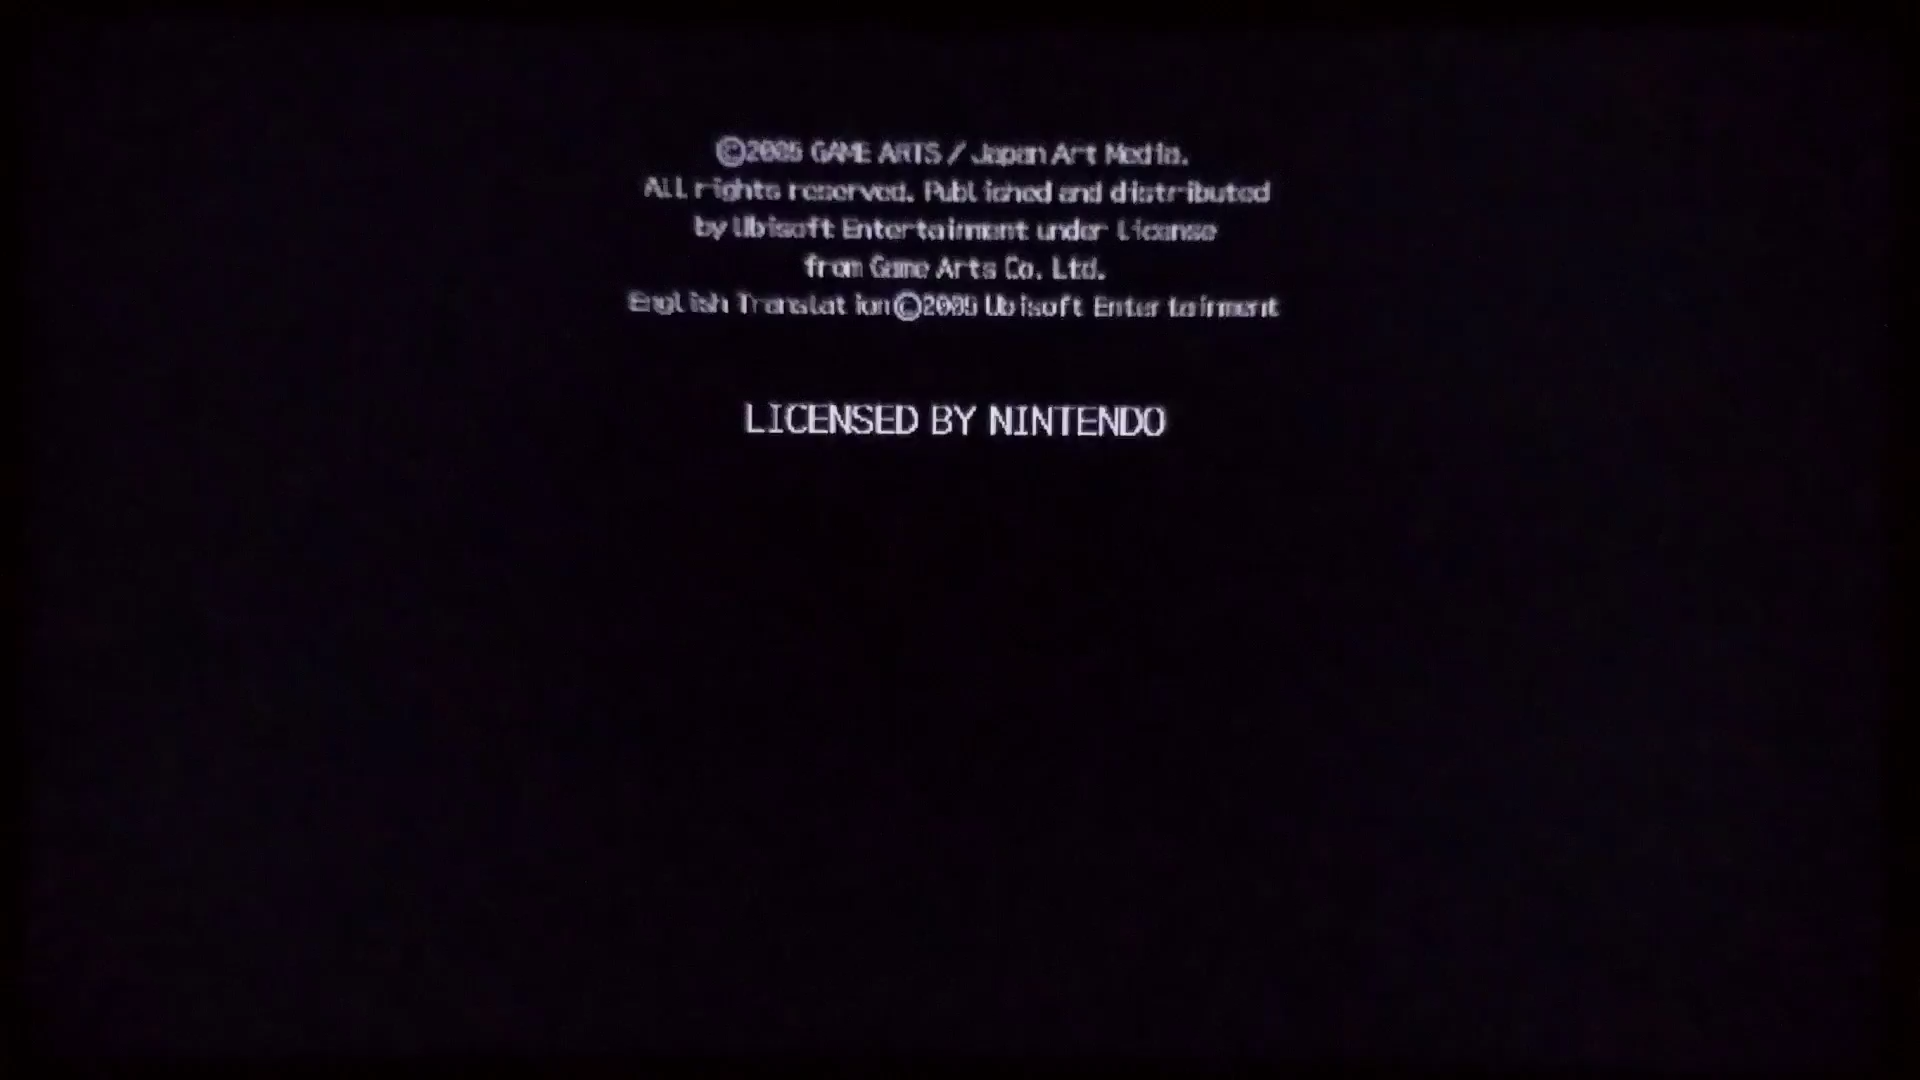 ©2005 GAME ARTS / Japan Art Media.
All rights reserved. Published and distributed
by Ubisoft Entertainment under License
from Game Arts Co. Ltd.
English Translation©2005 Ubisoft Entertainment
LICENSED BY NINTENDO